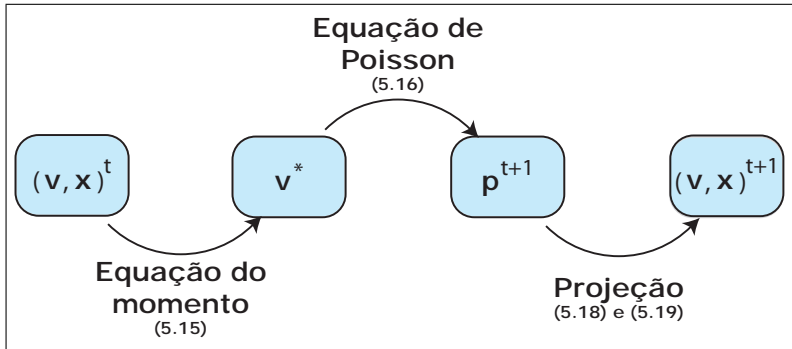 Equação de
Poisson
(5.16)
(v, x)^t
v^*
p^{t+1}
(v, x)^{t+1}
Equação do
momento
(5.15)
Projeção
(5.18) e (5.19)